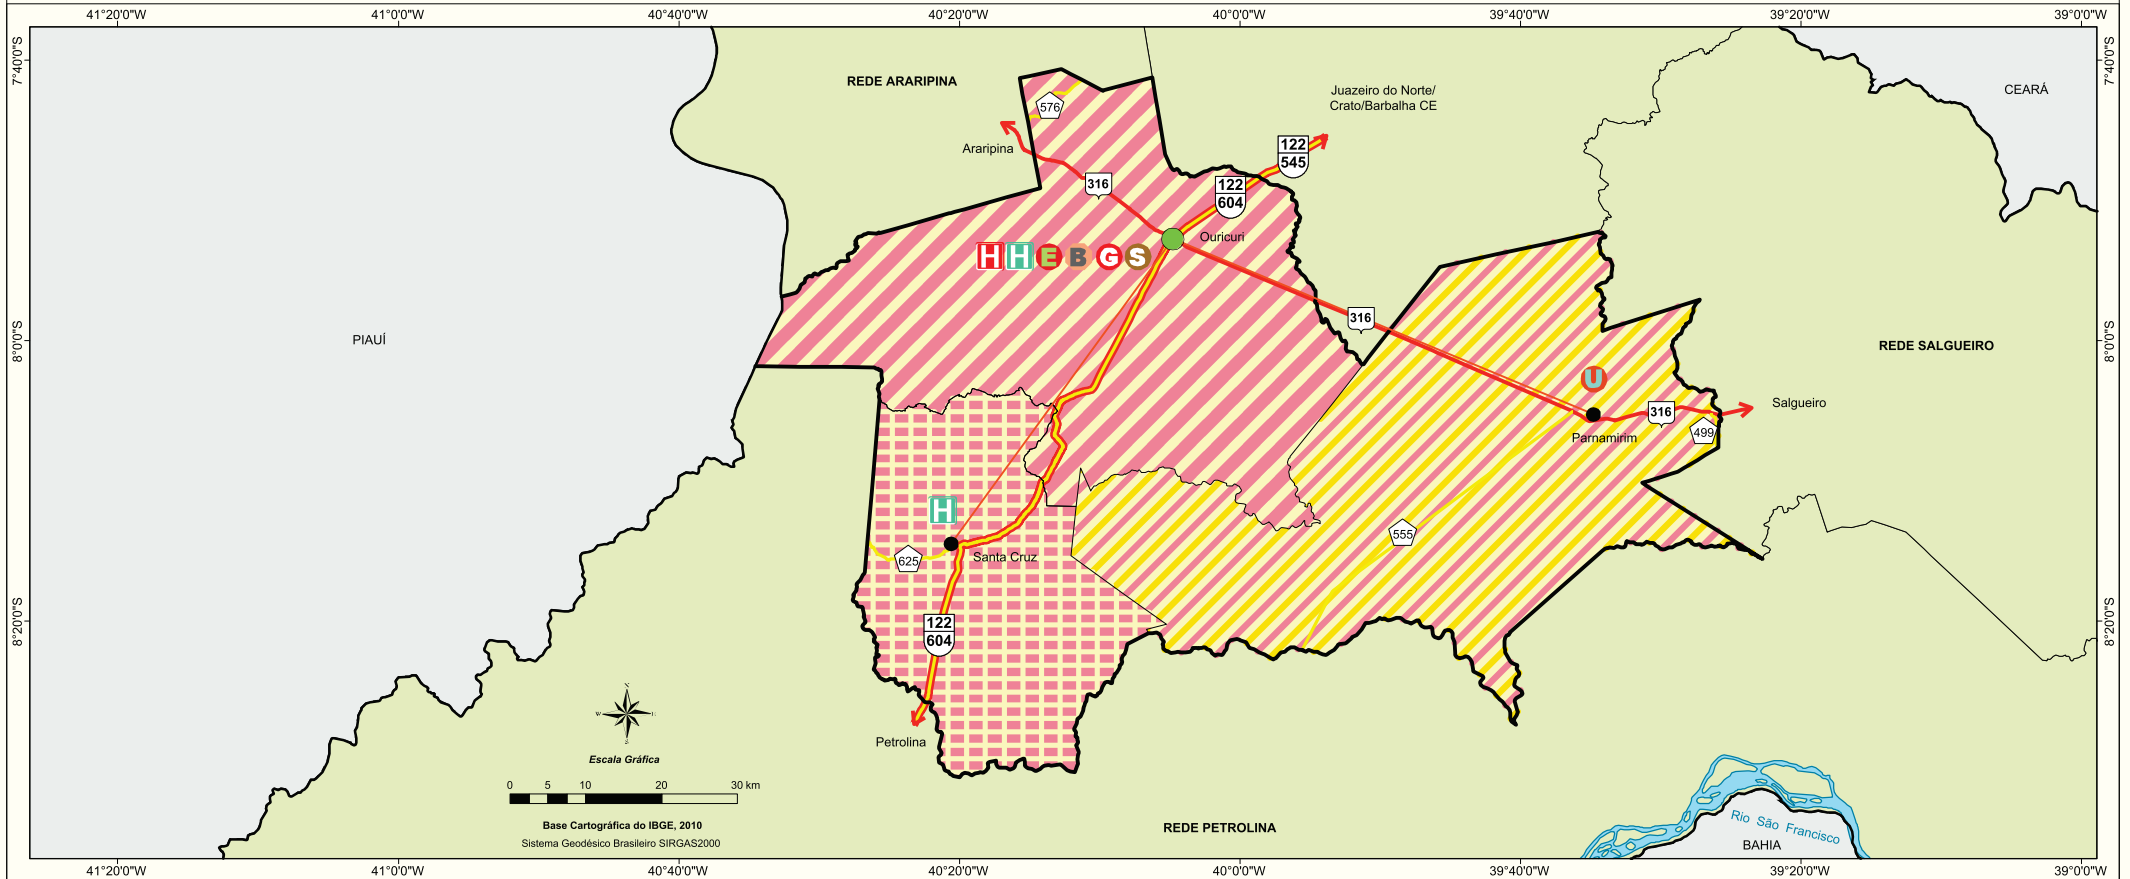 41°20'0"W 41°0'0"W 40°40'0"W 40°20'0"W 40°0'0"W 39°40'0"W 39°20'0"W 39°0'0"W
7°40'0"S
7°40'0"S
REDE ARARIPINA
CEARÁ
Juazeiro do Norte/
Crato/Barbalha CE
576
Araripina
122
545
316
122
604
Ouricuri
H H E B G S
316
PIAUÍ
8°0'0"S
8°0'0"S
REDE SALGUEIRO
U
Salgueiro
316
499
Parnamirim
H
555
Santa Cruz
625
8°20'0"S
8°20'0"S
122
604
N
W E
S
Petrolina
Escala Gráfica
0 5 10 20 30 km
Base Cartográfica do IBGE, 2010
Sistema Geodésico Brasileiro SIRGAS2000
REDE PETROLINA
Rio São Francisco
BAHIA
41°20'0"W 41°0'0"W 40°40'0"W 40°20'0"W 40°0'0"W 39°40'0"W 39°20'0"W 39°0'0"W